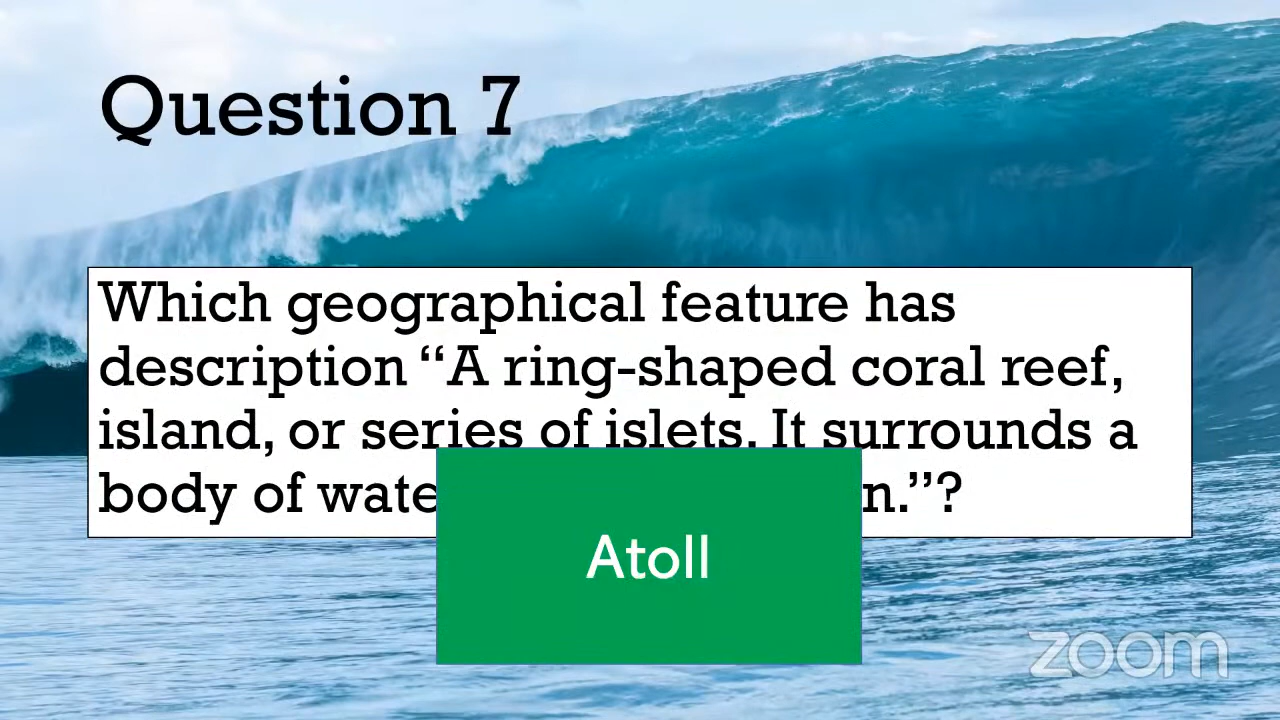 Question 7
Which geographical feature has
description “A ring-shaped coral reef,
island, or series of islets. It surrounds a
body of n.”?
Atoll
zoom